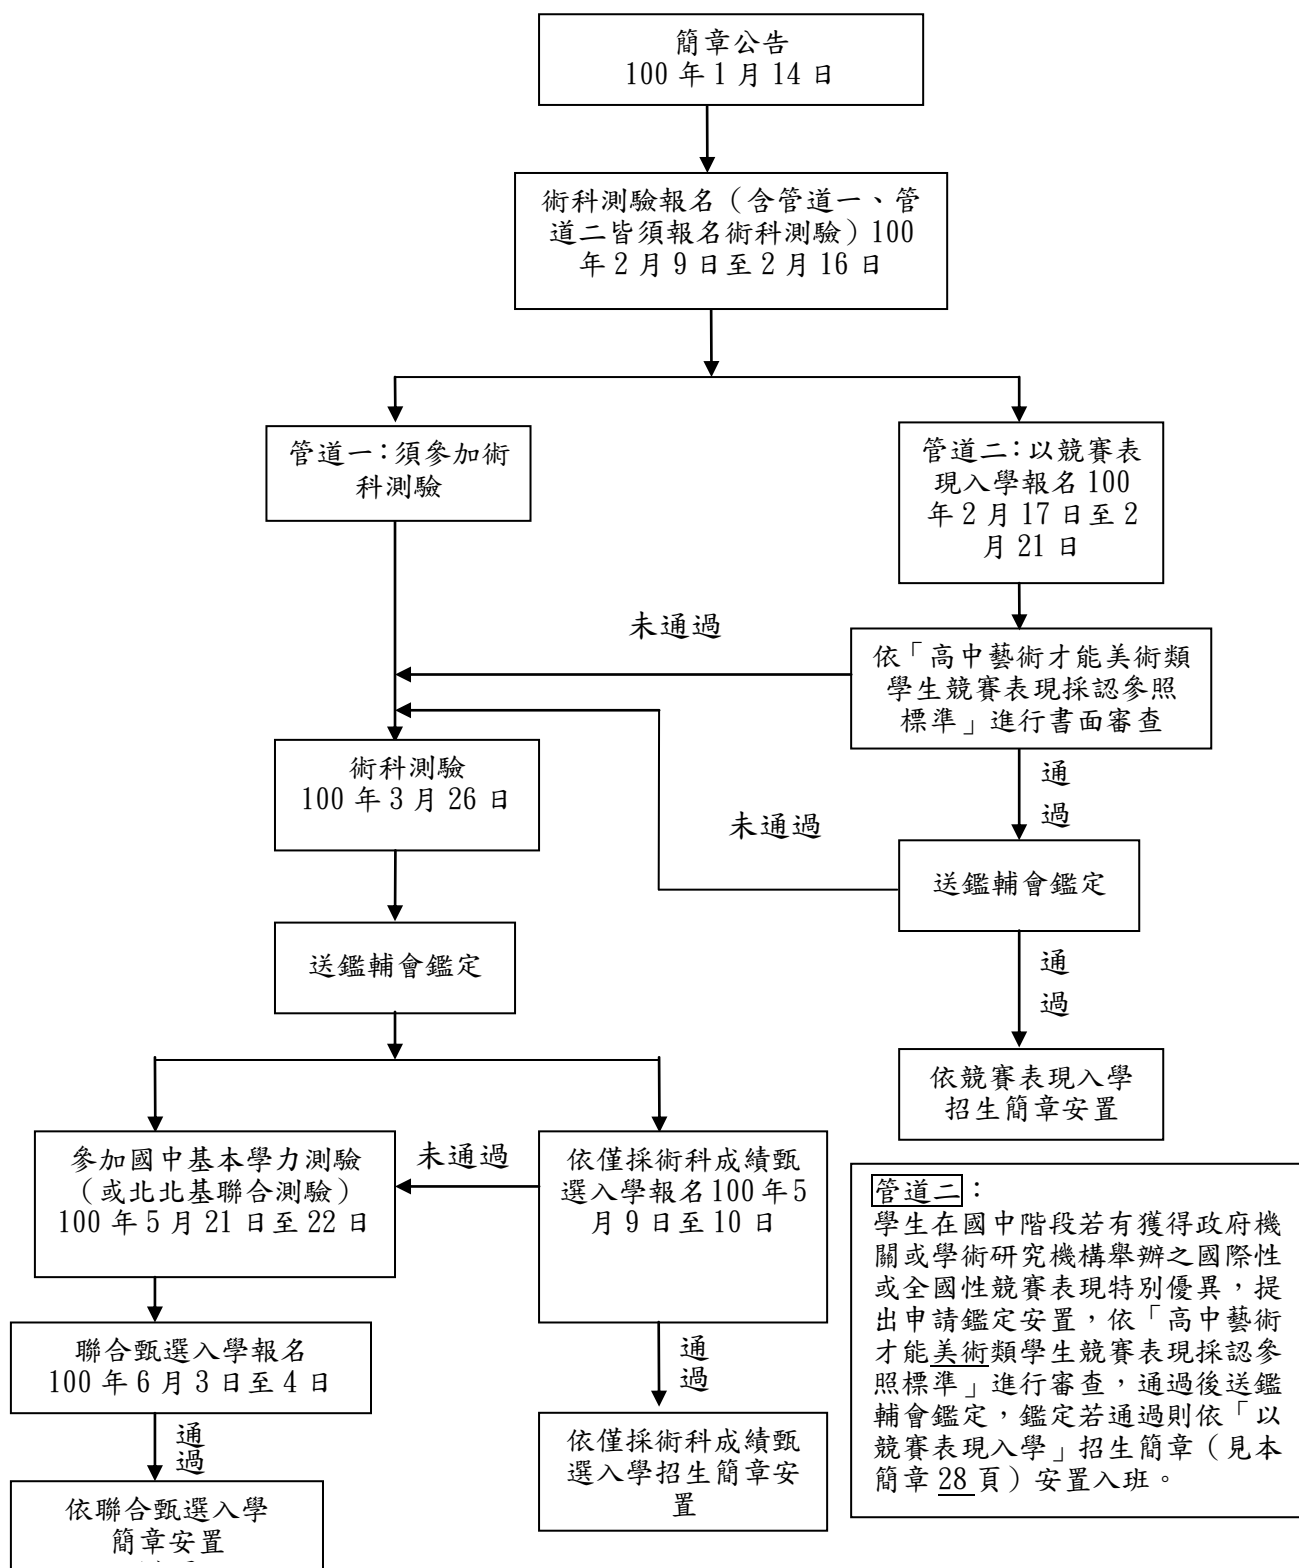 簡章公告
100 年 1 月 14 日
術科測驗報名（含管道一、管
道二皆須報名術科測驗）100
年 2 月 9 日至 2 月 16 日
管道一：須參加術
科測驗
管道二：以競賽表
現入學報名 100
年 2 月 17 日至 2
月 21 日
未通過
依「高中藝術才能美術類
學生競賽表現採認參照
標準」進行書面審查
術科測驗
100 年 3 月 26 日
通
過
未通過
送鑑輔會鑑定
送鑑輔會鑑定
通
過
依競賽表現入學
招生簡章安置
參加國中基本學力測驗
（或北北基聯合測驗）
100 年 5 月 21 日至 22 日
未通過
依僅採術科成績甄
選入學報名 100 年 5
月 9 日至 10 日
管道二：
學生在國中階段若有獲得政府機
關或學術研究機構舉辦之國際性
或全國性競賽表現特別優異，提
出申請鑑定安置，依「高中藝術
才能美術類學生競賽表現採認參
照標準」進行審查，通過後送鑑
輔會鑑定，鑑定若通過則依「以
競賽表現入學」招生簡章（見本
簡章 28 頁）安置入班。
聯合甄選入學報名
100 年 6 月 3 日至 4 日
通
過
通
過
依僅採術科成績甄
選入學招生簡章安
置
依聯合甄選入學
簡章安置